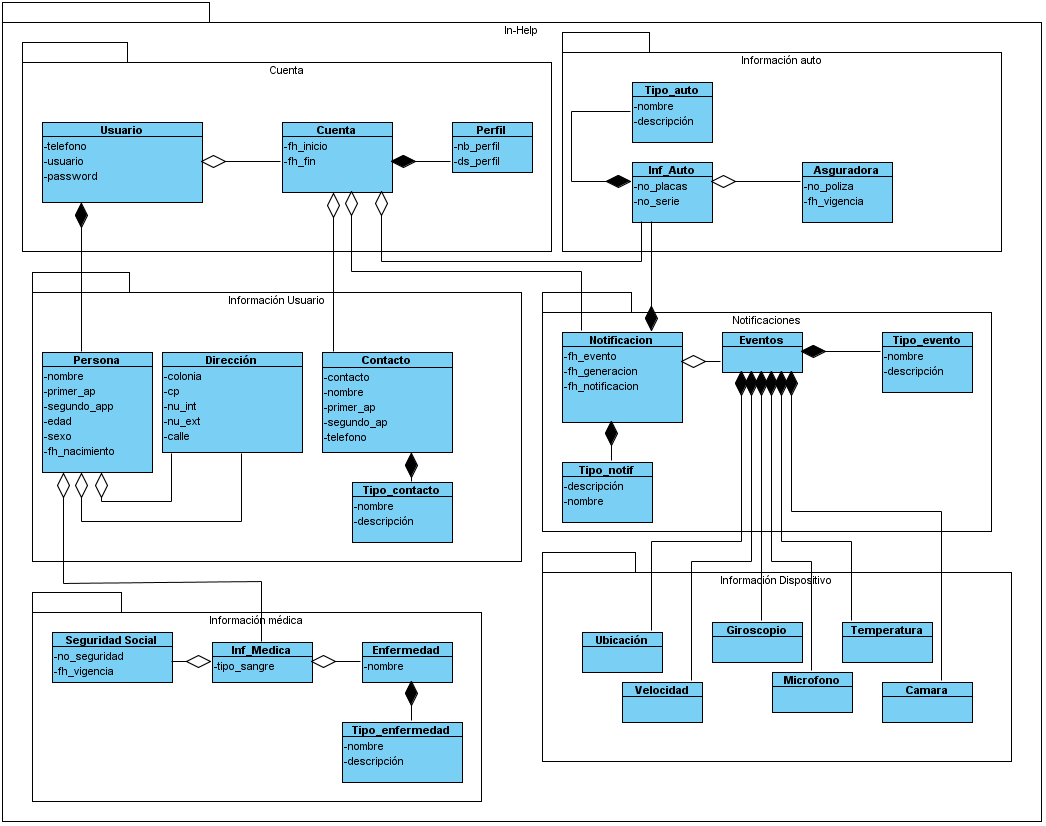 In-Help
Cuenta
Usuario
-telefono
-usuario
-password
Cuenta
-fh_inicio
-fh_fin
Perfil
-nb_perfil
-ds_perfil
Información auto
Tipo_auto
-nombre
-descripción
Inf_Auto
-no_placas
-no_serie
Asguradora
-no_poliza
-fh_vigencia
Información Usuario
Persona
-nombre
-primer_ap
-segundo_app
-edad
-sexo
-fh_nacimiento
Dirección
-colonia
-cp
-nu_int
-nu_ext
-calle
Contacto
-contacto
-nombre
-primer_ap
-segundo_ap
-telefono
Tipo_contacto
-nombre
-descripción
Notificaciones
Notificacion
-fh_evento
-fh_generacion
-fh_notificacion
Eventos
Tipo_evento
-nombre
-descripción
Tipo_notif
-descripción
-nombre
Información médica
Seguridad Social
-no_seguridad
-fh_vigencia
Inf_Medica
-tipo_sangre
Enfermedad
-nombre
Tipo_enfermedad
-nombre
-descripción
Información Dispositivo
Ubicación
Giroscopio
Temperatura
Velocidad
Microfono
Camara